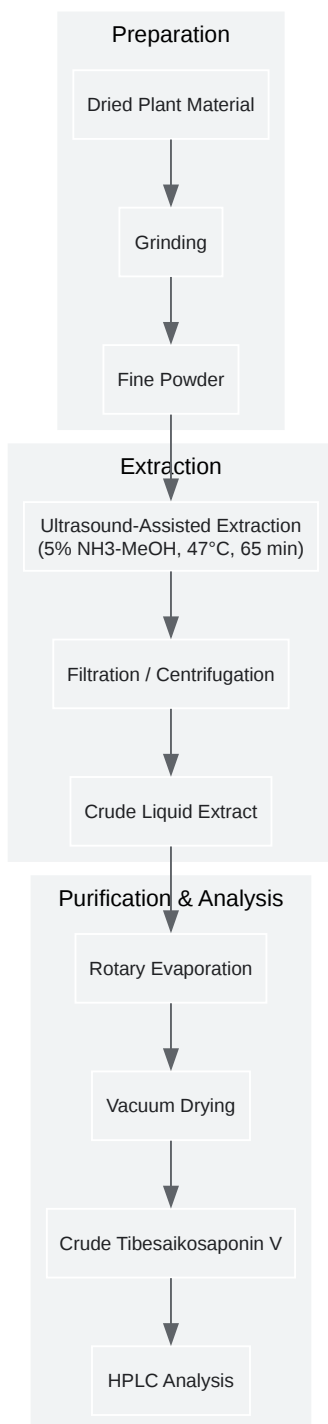 Preparation
Dried Plant Material
Grinding
Fine Powder
Extraction
Ultrasound-Assisted Extraction
(5% NH3-MeOH, 47°C, 65 min)
Filtration / Centrifugation
Crude Liquid Extract
Purification & Analysis
Rotary Evaporation
Vacuum Drying
Crude Tibesaikosaponin V
HPLC Analysis